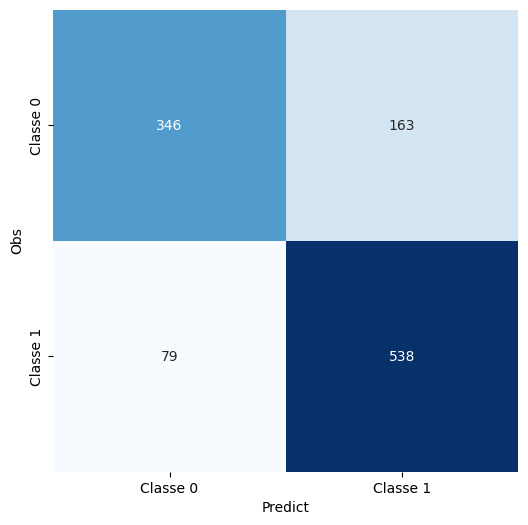 Classe 0
346
163
Obs
Classe 1
79
538
Classe 0
Classe 1
Predict